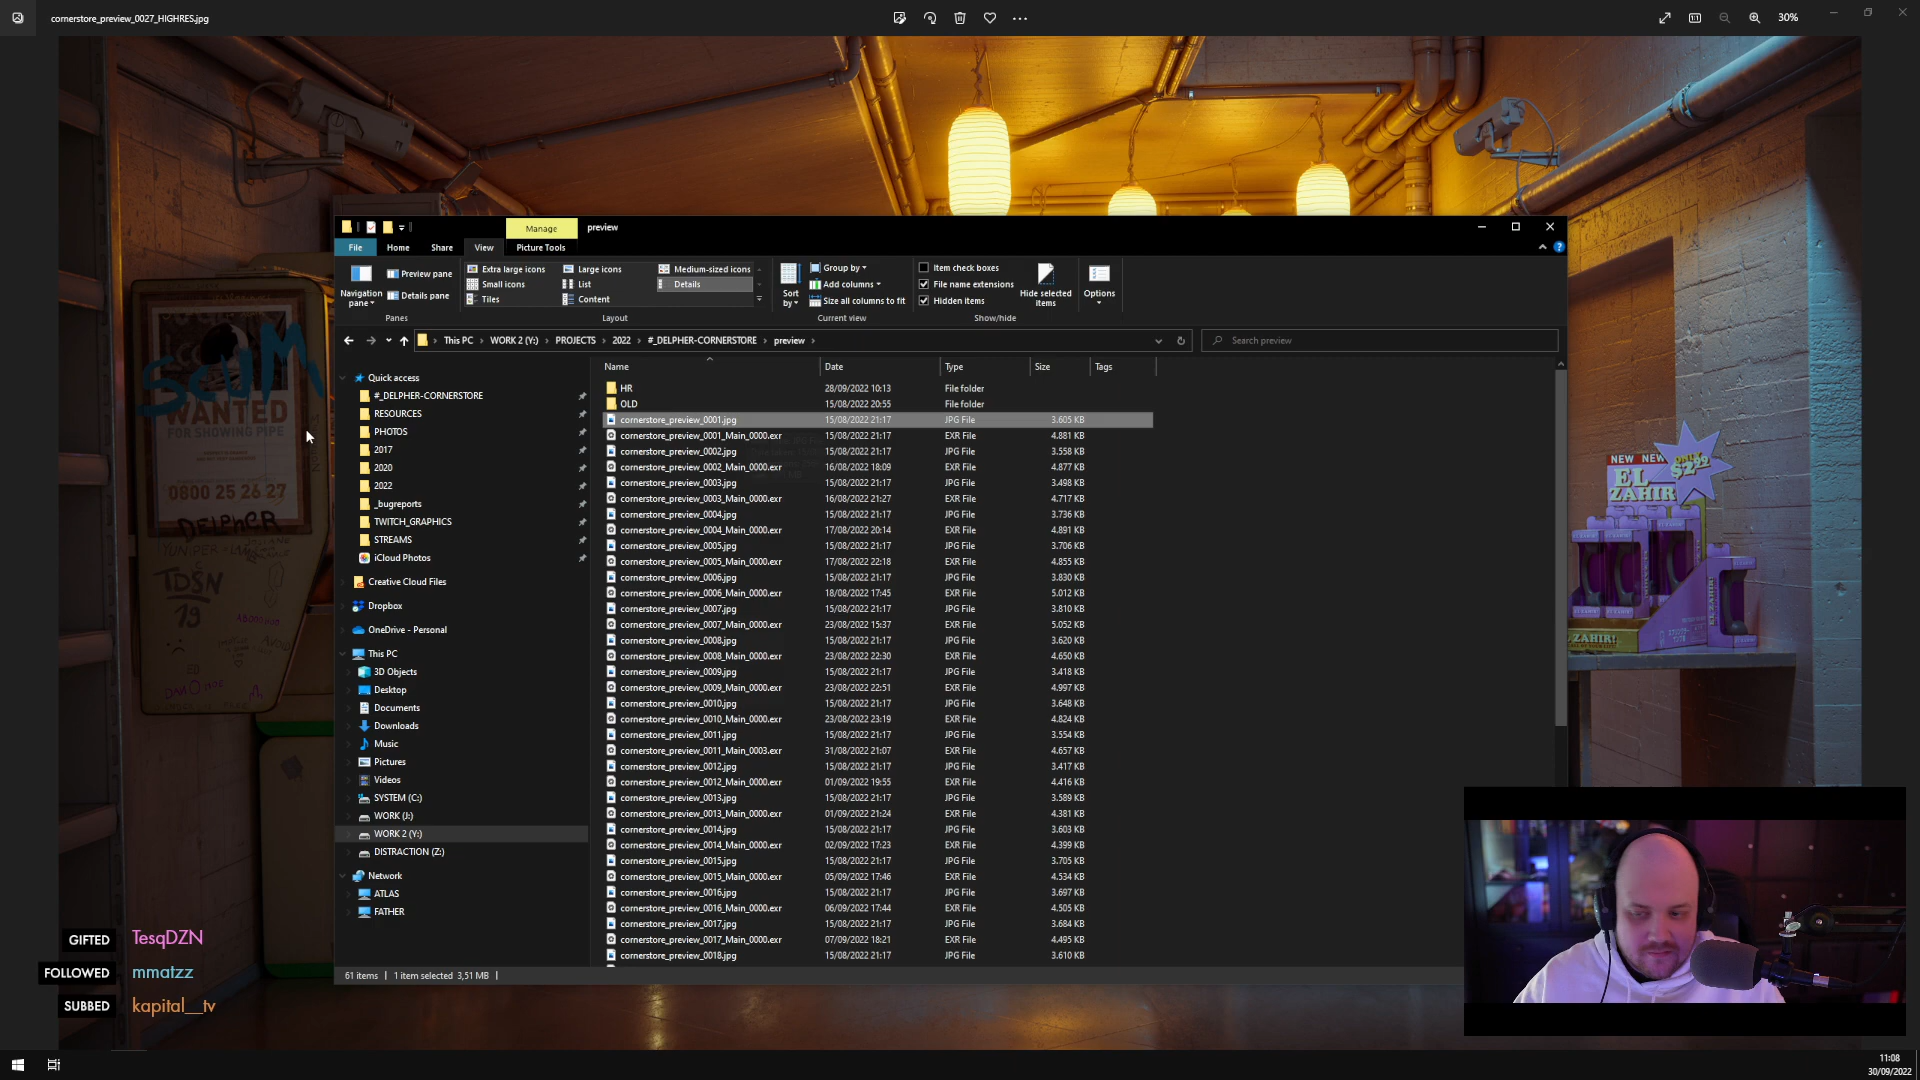 cornerstore_preview_0027_HIGHRES.jpg
30%
Manage
preview
File
Home
Share
View
Picture Tools
Navigation pane
Preview pane
Details pane
Panes
Extra large icons
Large icons
Medium-sized icons
Small icons
List
Details
Tiles
Content
Layout
Sort by
Group by
Add columns
Size all columns to fit
Current view
Item check boxes
File name extensions
Hidden items
Hide selected items
Show/hide
Options
This PC
WORK 2 (Y:)
PROJECTS
2022
#_DELPHER-CORNERSTORE
preview
Search preview
Quick access
#_DELPHER-CORNERSTORE
RESOURCES
PHOTOS
2017
2020
2022
_bugreports
TWITCH_GRAPHICS
STREAMS
iCloud Photos
Creative Cloud Files
Dropbox
OneDrive - Personal
This PC
3D Objects
Desktop
Documents
Downloads
Music
Pictures
Videos
SYSTEM (C:)
WORK (J:)
WORK 2 (Y:)
DISTRACTION (Z:)
Network
ATLAS
FATHER
Name Date Type Size Tags
HR 28/09/2022 10:13 File folder
OLD 15/08/2022 20:55 File folder
cornerstore_preview_0001.jpg 15/08/2022 21:17 JPG File 3.605 KB
cornerstore_preview_0001_Main_0000.exr 15/08/2022 21:17 EXR File 4.881 KB
cornerstore_preview_0002.jpg 15/08/2022 21:17 JPG File 3.558 KB
cornerstore_preview_0002_Main_0000.exr 16/08/2022 18:09 EXR File 4.877 KB
cornerstore_preview_0003.jpg 15/08/2022 21:17 JPG File 3.498 KB
cornerstore_preview_0003_Main_0000.exr 16/08/2022 21:27 EXR File 4.717 KB
cornerstore_preview_0004.jpg 15/08/2022 21:17 JPG File 3.736 KB
cornerstore_preview_0004_Main_0000.exr 17/08/2022 20:14 EXR File 4.891 KB
cornerstore_preview_0005.jpg 15/08/2022 21:17 JPG File 3.706 KB
cornerstore_preview_0005_Main_0000.exr 17/08/2022 22:18 EXR File 4.855 KB
cornerstore_preview_0006.jpg 15/08/2022 21:17 JPG File 3.830 KB
cornerstore_preview_0006_Main_0000.exr 18/08/2022 17:45 EXR File 5.012 KB
cornerstore_preview_0007.jpg 15/08/2022 21:17 JPG File 3.810 KB
cornerstore_preview_0007_Main_0000.exr 23/08/2022 15:37 EXR File 5.052 KB
cornerstore_preview_0008.jpg 15/08/2022 21:17 JPG File 3.620 KB
cornerstore_preview_0008_Main_0000.exr 23/08/2022 22:30 EXR File 4.650 KB
cornerstore_preview_0009.jpg 15/08/2022 21:17 JPG File 3.418 KB
cornerstore_preview_0009_Main_0000.exr 23/08/2022 22:51 EXR File 4.997 KB
cornerstore_preview_0010.jpg 15/08/2022 21:17 JPG File 3.648 KB
cornerstore_preview_0010_Main_0000.exr 23/08/2022 23:19 EXR File 4.824 KB
cornerstore_preview_0011.jpg 15/08/2022 21:17 JPG File 3.554 KB
cornerstore_preview_0011_Main_0003.exr 31/08/2022 21:07 EXR File 4.657 KB
cornerstore_preview_0012.jpg 15/08/2022 21:17 JPG File 3.417 KB
cornerstore_preview_0012_Main_0000.exr 01/09/2022 19:55 EXR File 4.416 KB
cornerstore_preview_0013.jpg 15/08/2022 21:17 JPG File 3.589 KB
cornerstore_preview_0013_Main_0000.exr 01/09/2022 21:24 EXR File 4.381 KB
cornerstore_preview_0014.jpg 15/08/2022 21:17 JPG File 3.603 KB
cornerstore_preview_0014_Main_0000.exr 02/09/2022 17:23 EXR File 4.399 KB
cornerstore_preview_0015.jpg 15/08/2022 21:17 JPG File 3.705 KB
cornerstore_preview_0015_Main_0000.exr 05/09/2022 17:46 EXR File 4.534 KB
cornerstore_preview_0016.jpg 15/08/2022 21:17 JPG File 3.697 KB
cornerstore_preview_0016_Main_0000.exr 06/09/2022 17:44 EXR File 4.505 KB
cornerstore_preview_0017.jpg 15/08/2022 21:17 JPG File 3.684 KB
cornerstore_preview_0017_Main_0000.exr 07/09/2022 18:21 EXR File 4.495 KB
cornerstore_preview_0018.jpg 15/08/2022 21:17 JPG File 3.610 KB
61 items 1 item selected 3,51 MB
SCUM
WANTED
FOR SHOWING PIPE
0800 25 26 27
DELPHER
TDSN
19
NEW NEW
ONLY $2.99
EL
ZAHIR
ZAHIR!
GIFTED TesqDZN
FOLLOWED mmatzz
SUBBED kapital__tv
11:08
30/09/2022